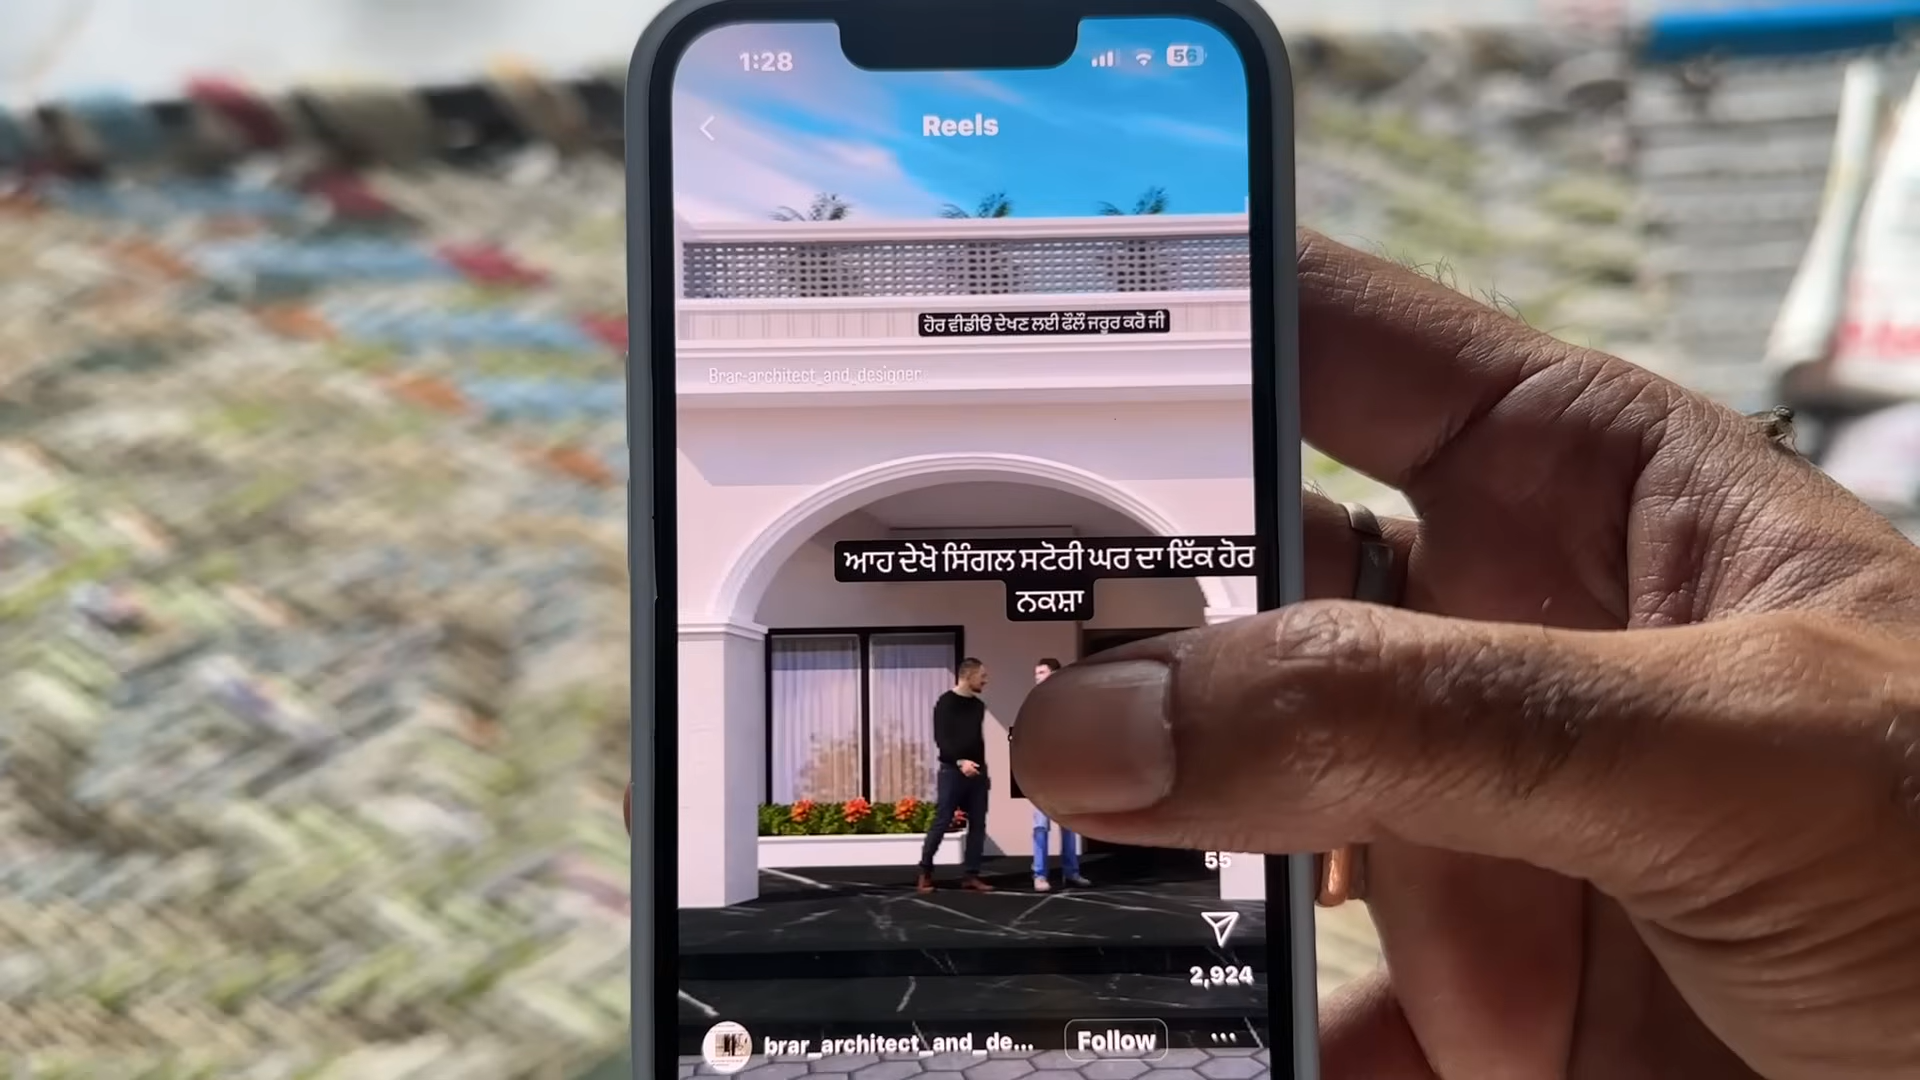 1:28
56
Reels
ਹੋਰ ਵੀਡੀੳ ਦੇਖਣ ਲਈ ਫੌਲੌ ਜਰੂਰ ਕਰੋ ਜੀ
Brar-architect_and_designer
ਆਹ ਦੇਖੋ ਸਿੰਗਲ ਸਟੋਰੀ ਘਰ ਦਾ ਇੱਕ ਹੋਰ
ਨਕਸ਼ਾ
55
2,924
brar_architect_and_de...
Follow